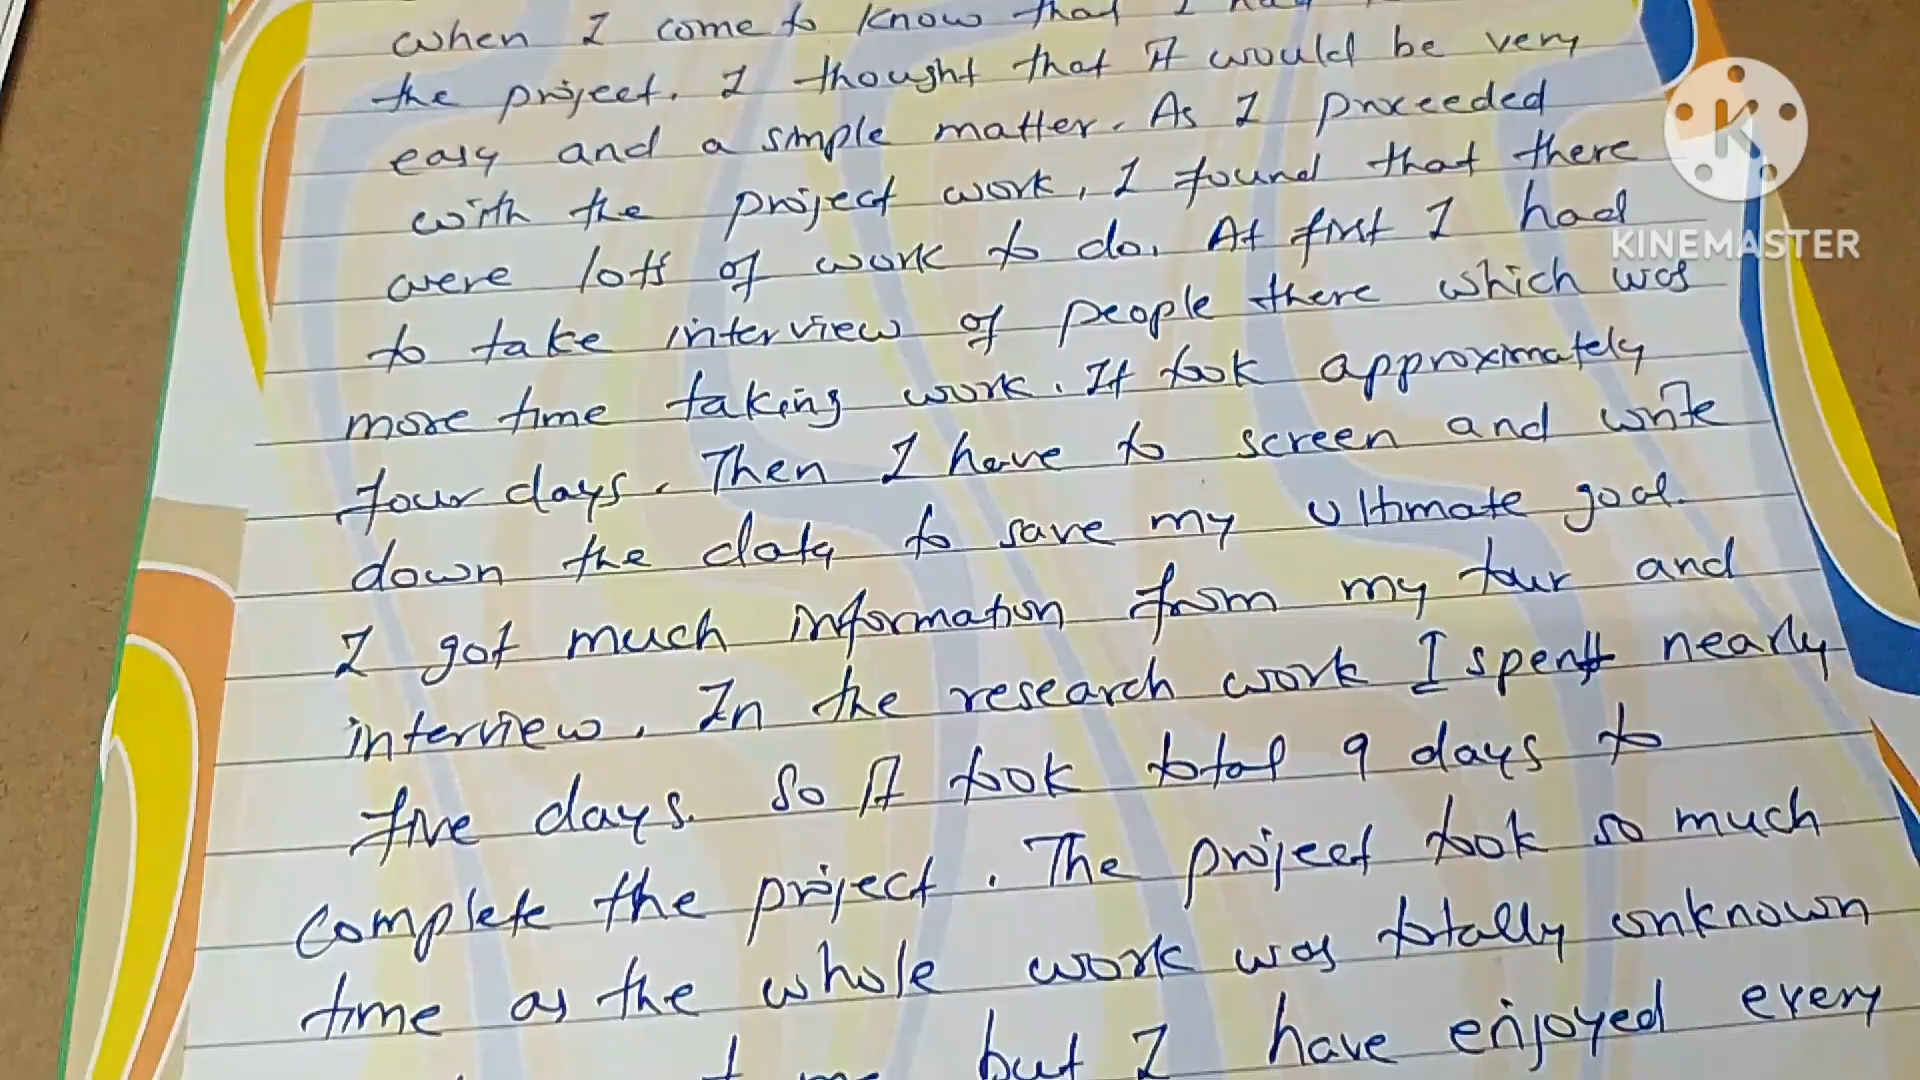 when I come to know that I had
the project. I thought that it would be very
easy and a simple matter. As I proceeded
with the project work, I found that there
were lots of work to do. At first I had
to take interview of people there which was
more time taking work. It took approximately
four days. Then I have to screen and write
down the data to save my ultimate goal.
I got much information from my tour and
interview. In the research work I spent nearly
five days. So it took total 9 days to
complete the project. The project took so much
time as the whole work was totally unknown
but I have enjoyed every
KINEMASTER